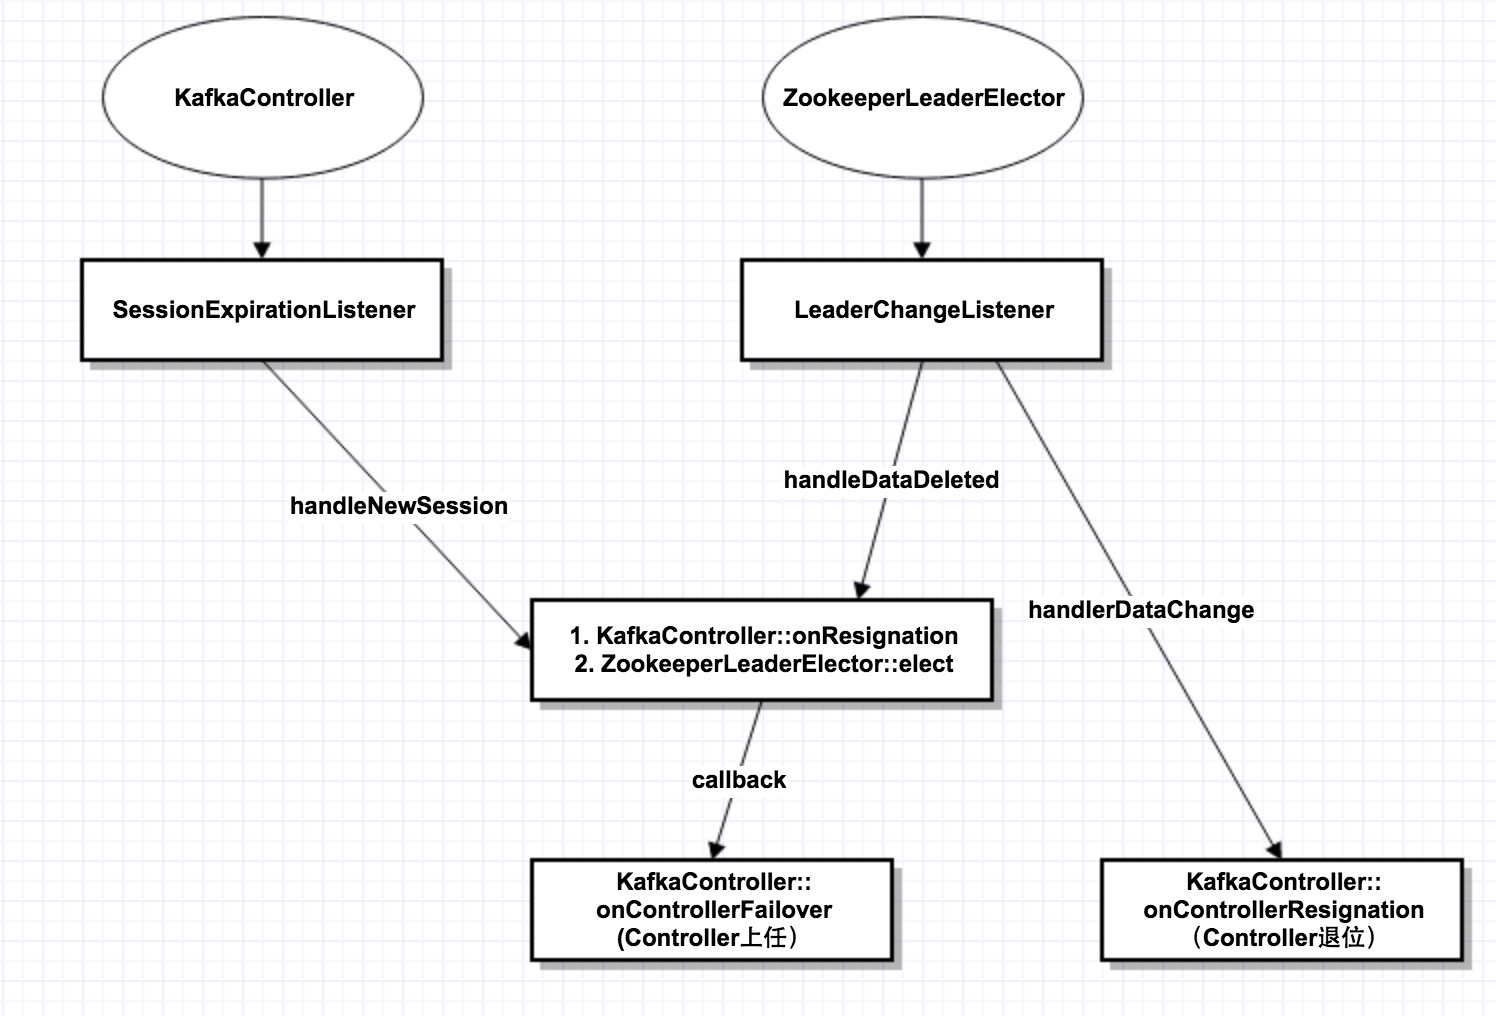 KafkaController
ZookeeperLeaderElector
SessionExpirationListener
LeaderChangeListener
handleDataDeleted
handleNewSession
handlerDataChange
1. KafkaController::onResignation
2. ZookeeperLeaderElector::elect
callback
KafkaController::
onControllerFailover
(Controller上任）
KafkaController::
onControllerResignation
（Controller退位）